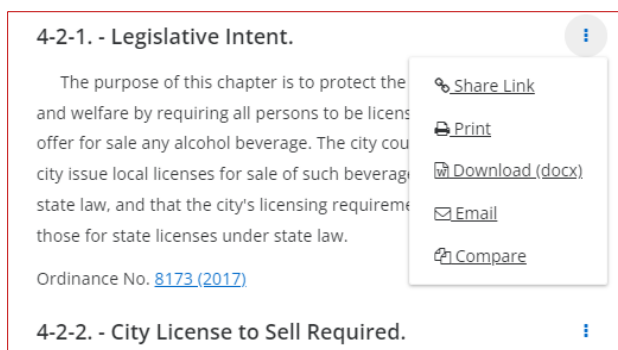 4-2-1. - Legislative Intent.
The purpose of this chapter is to protect the
and welfare by requiring all persons to be licens
offer for sale any alcohol beverage. The city cou
city issue local licenses for sale of such beverag
state law, and that the city's licensing requireme
those for state licenses under state law.
Ordinance No. 8173 (2017)
4-2-2. - City License to Sell Required.
Share Link
Print
Download (docx)
Email
Compare